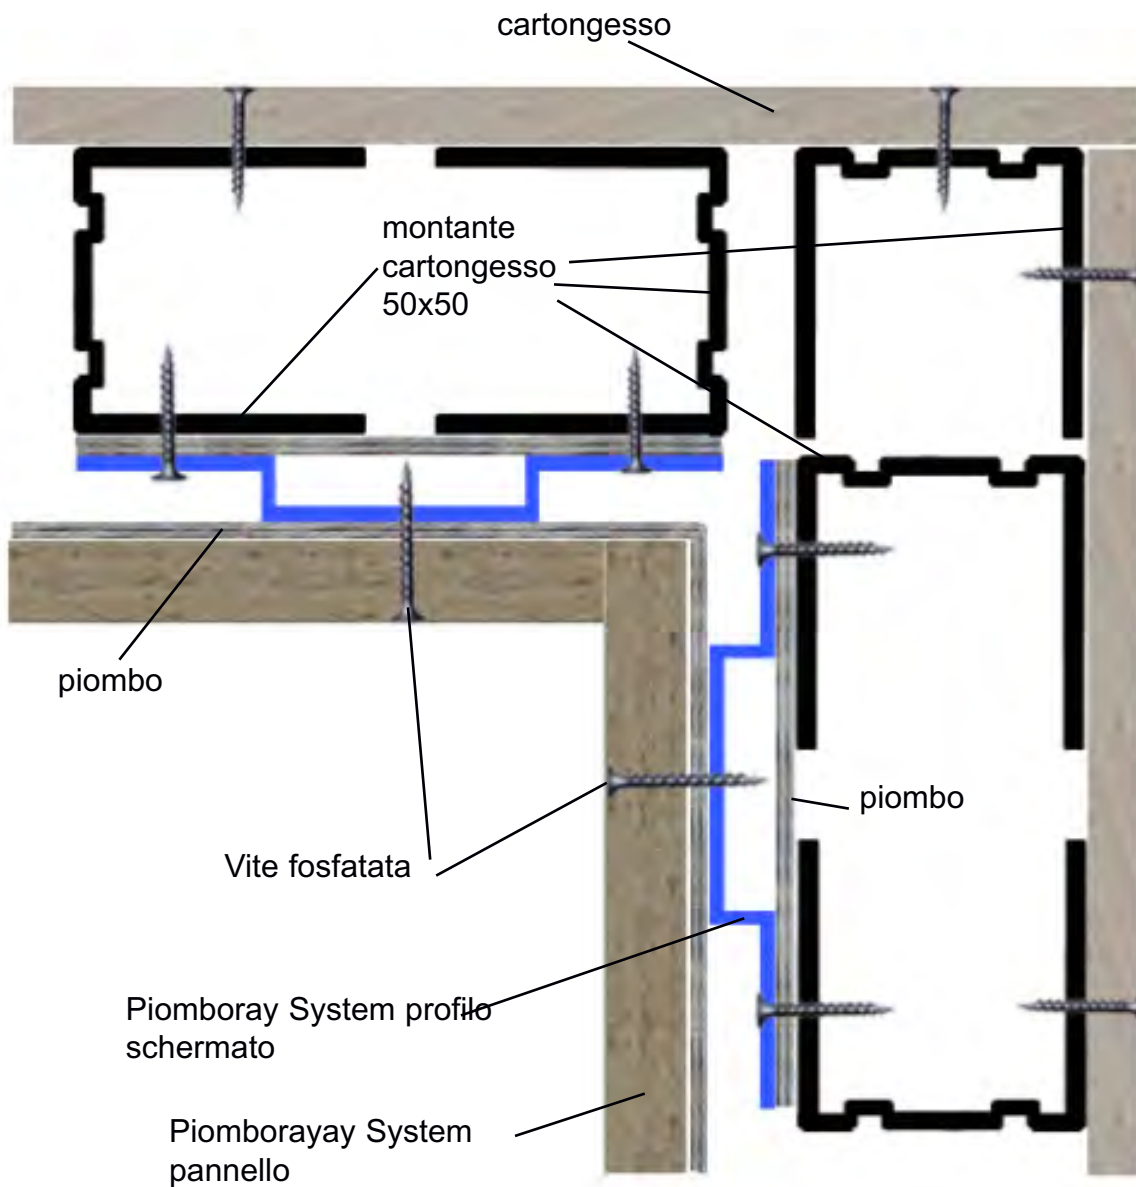 cartongesso
montante
cartongesso
50x50
piombo
piombo
Vite fosfatata
Piomboray System profilo
schermato
Piomborayay System
pannello